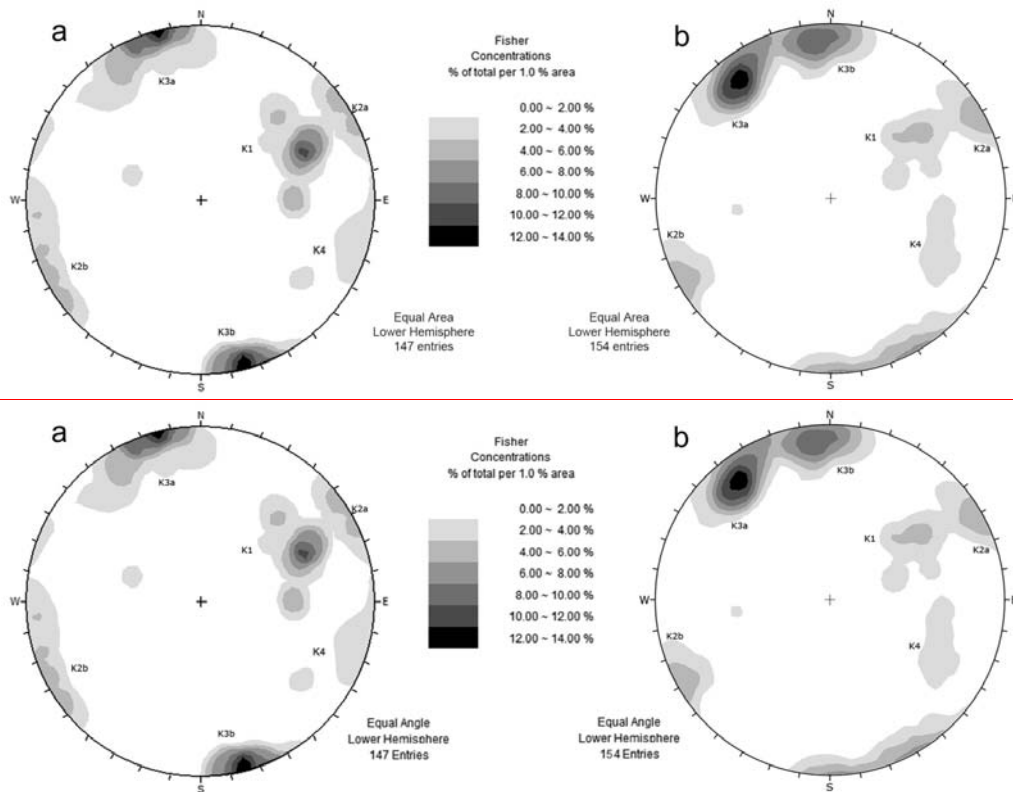 a
N
W
E
S
K3a
K2a
K1
K4
K2b
K3b
Fisher
Concentrations
% of total per 1.0 % area
0.00 ~ 2.00 %
2.00 ~ 4.00 %
4.00 ~ 6.00 %
6.00 ~ 8.00 %
8.00 ~ 10.00 %
10.00 ~ 12.00 %
12.00 ~ 14.00 %
Equal Area
Lower Hemisphere
147 entries
b
N
W
E
S
K3b
K3a
K1
K2a
K2b
K4
Equal Area
Lower Hemisphere
154 entries
a
N
W
E
S
K3a
K2a
K1
K4
K2b
K3b
Fisher
Concentrations
% of total per 1.0 % area
0.00 ~ 2.00 %
2.00 ~ 4.00 %
4.00 ~ 6.00 %
6.00 ~ 8.00 %
8.00 ~ 10.00 %
10.00 ~ 12.00 %
12.00 ~ 14.00 %
Equal Angle
Lower Hemisphere
147 Entries
b
N
W
E
S
K3b
K3a
K1
K2a
K2b
K4
Equal Angle
Lower Hemisphere
154 Entries